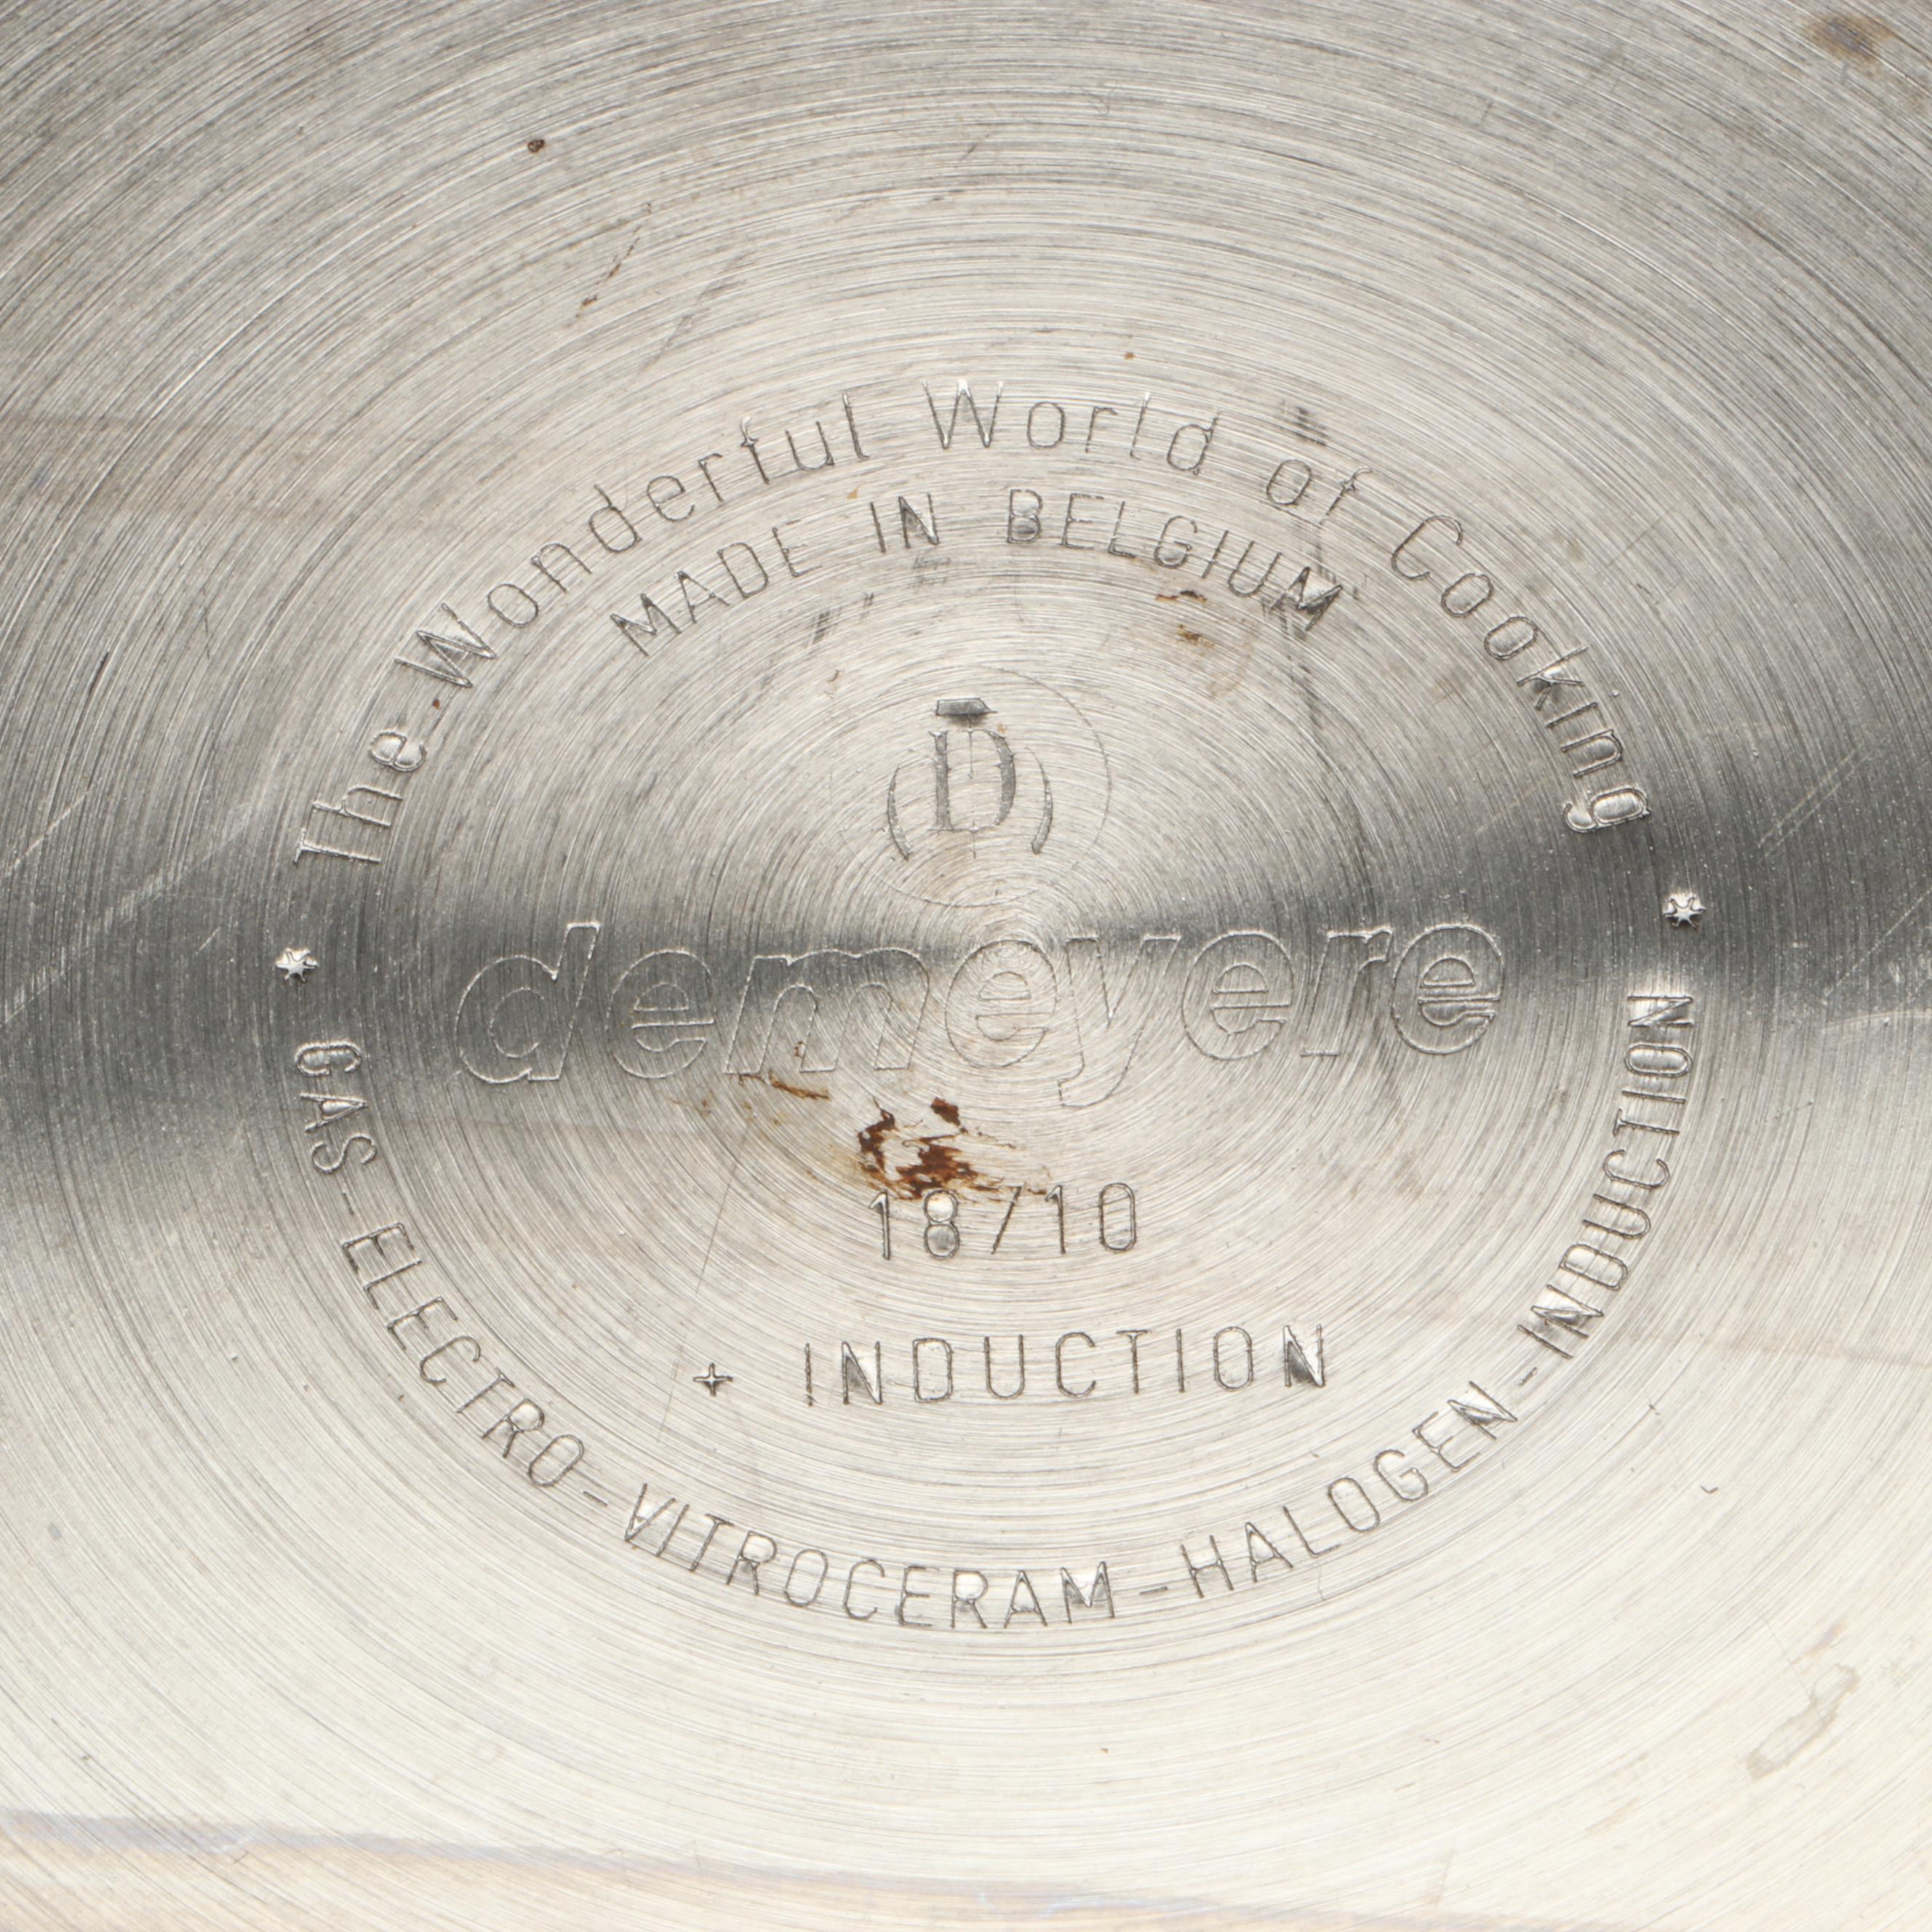 The Wonderful World of Cooking
MADE IN BELGIUM
D
demeyere
18/10
+ INDUCTION
* GAS-ELECTRO-VITROCERAM-HALOGEN-INDUCTION *